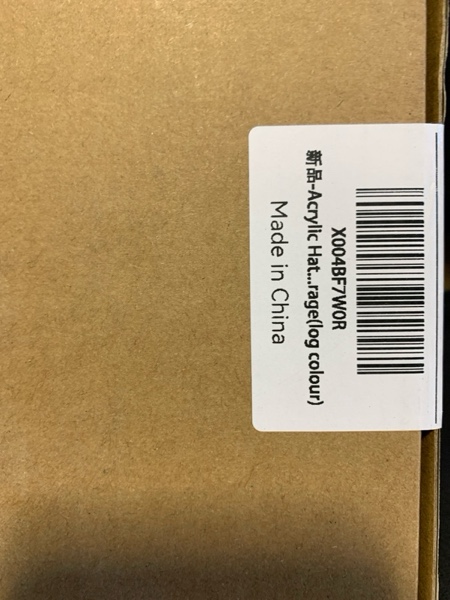 X004BF7W0R
新品-Acrylic Hat...rage(log colour)
Made in China